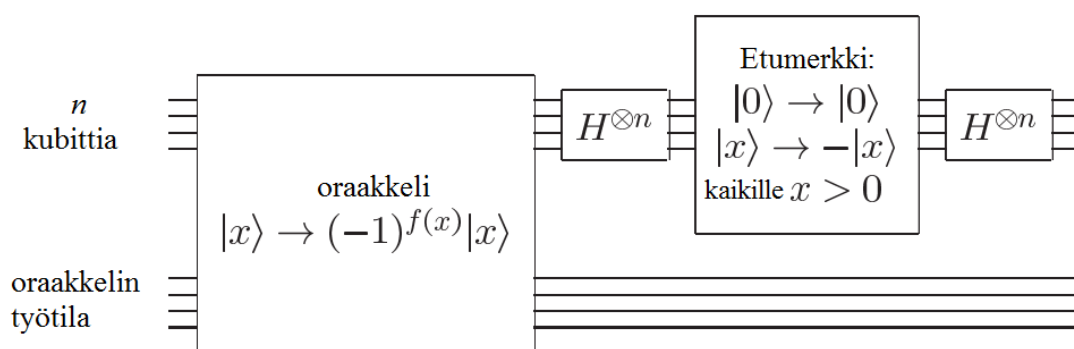 n
kubittia
oraakkeli
|x⟩ → (−1)^{f(x)}|x⟩
oraakkelin
työtila
H^{⊗n}
Etumerkki:
|0⟩ → |0⟩
|x⟩ → −|x⟩
kaikille x > 0
H^{⊗n}